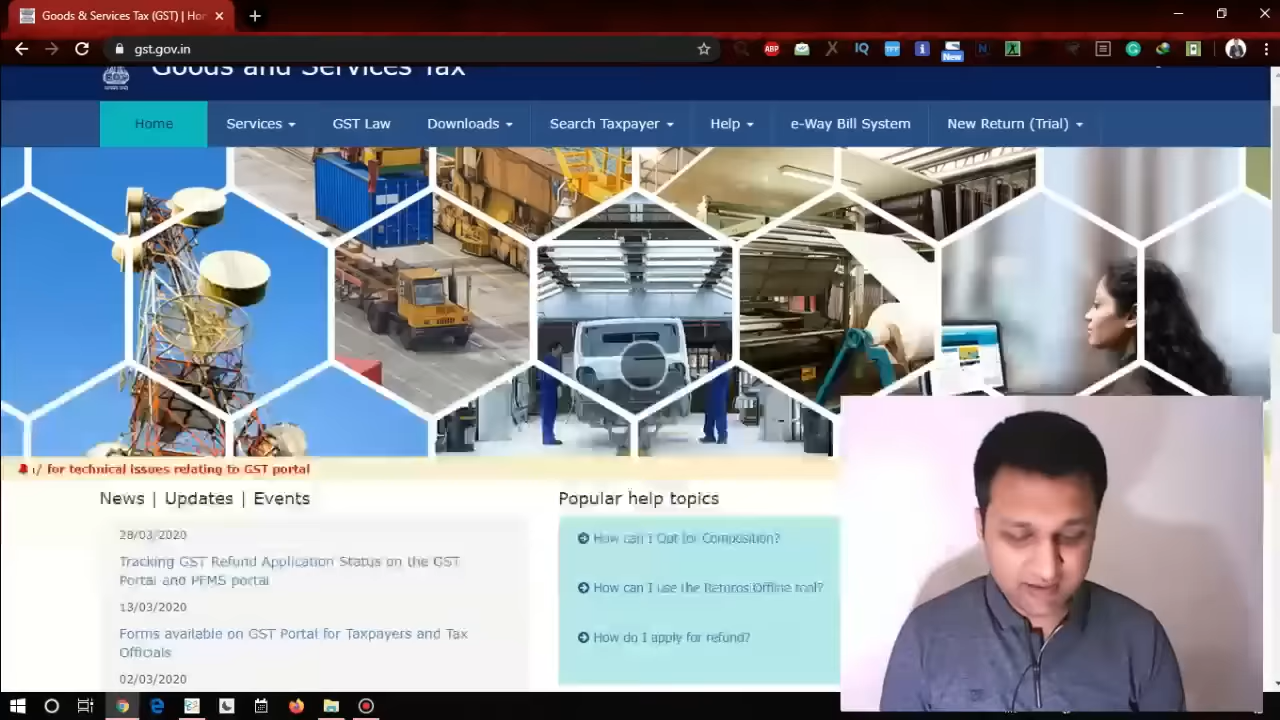 Goods & Services Tax (GST) | Hor
gst.gov.in
ABP
IQ
New
Goods and Services Tax
Home
Services
GST Law
Downloads
Search Taxpayer
Help
e-Way Bill System
New Return (Trial)
/ for technical issues relating to GST portal
News | Updates | Events
28/03/2020
Tracking GST Refund Application Status on the GST
Portal and PFMS portal
13/03/2020
Forms available on GST Portal for Taxpayers and Tax
Officials
02/03/2020
Popular help topics
How can I Opt for Composition?
How can I use the Returns Offline tool?
How do I apply for refund?